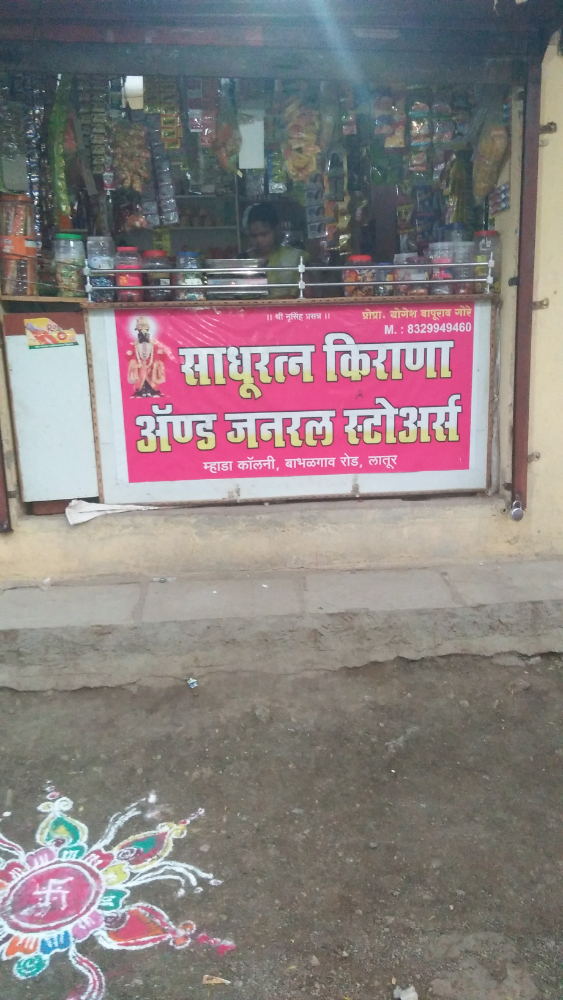 || श्री नृसिंह प्रसन्न ||
प्रोप्रा. योगेश बापूराव गोरे
M. : 8329949460
साधूरत्न किराणा
ॲण्ड जनरल स्टोअर्स
म्हाडा कॉलनी, बाभळगाव रोड, लातूर